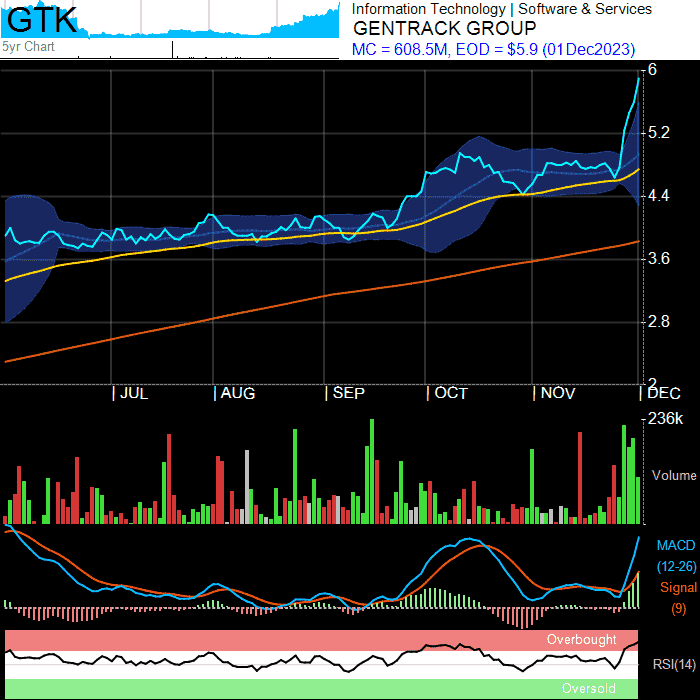 GTK
5yr Chart
Information Technology | Software & Services
GENTRACK GROUP
MC = 608.5M, EOD = $5.9 (01Dec2023)
6
5.2
4.4
3.6
2.8
2
JUL
AUG
SEP
OCT
NOV
DEC
236k
Volume
MACD
(12-26)
Signal
(9)
Overbought
RSI(14)
Oversold